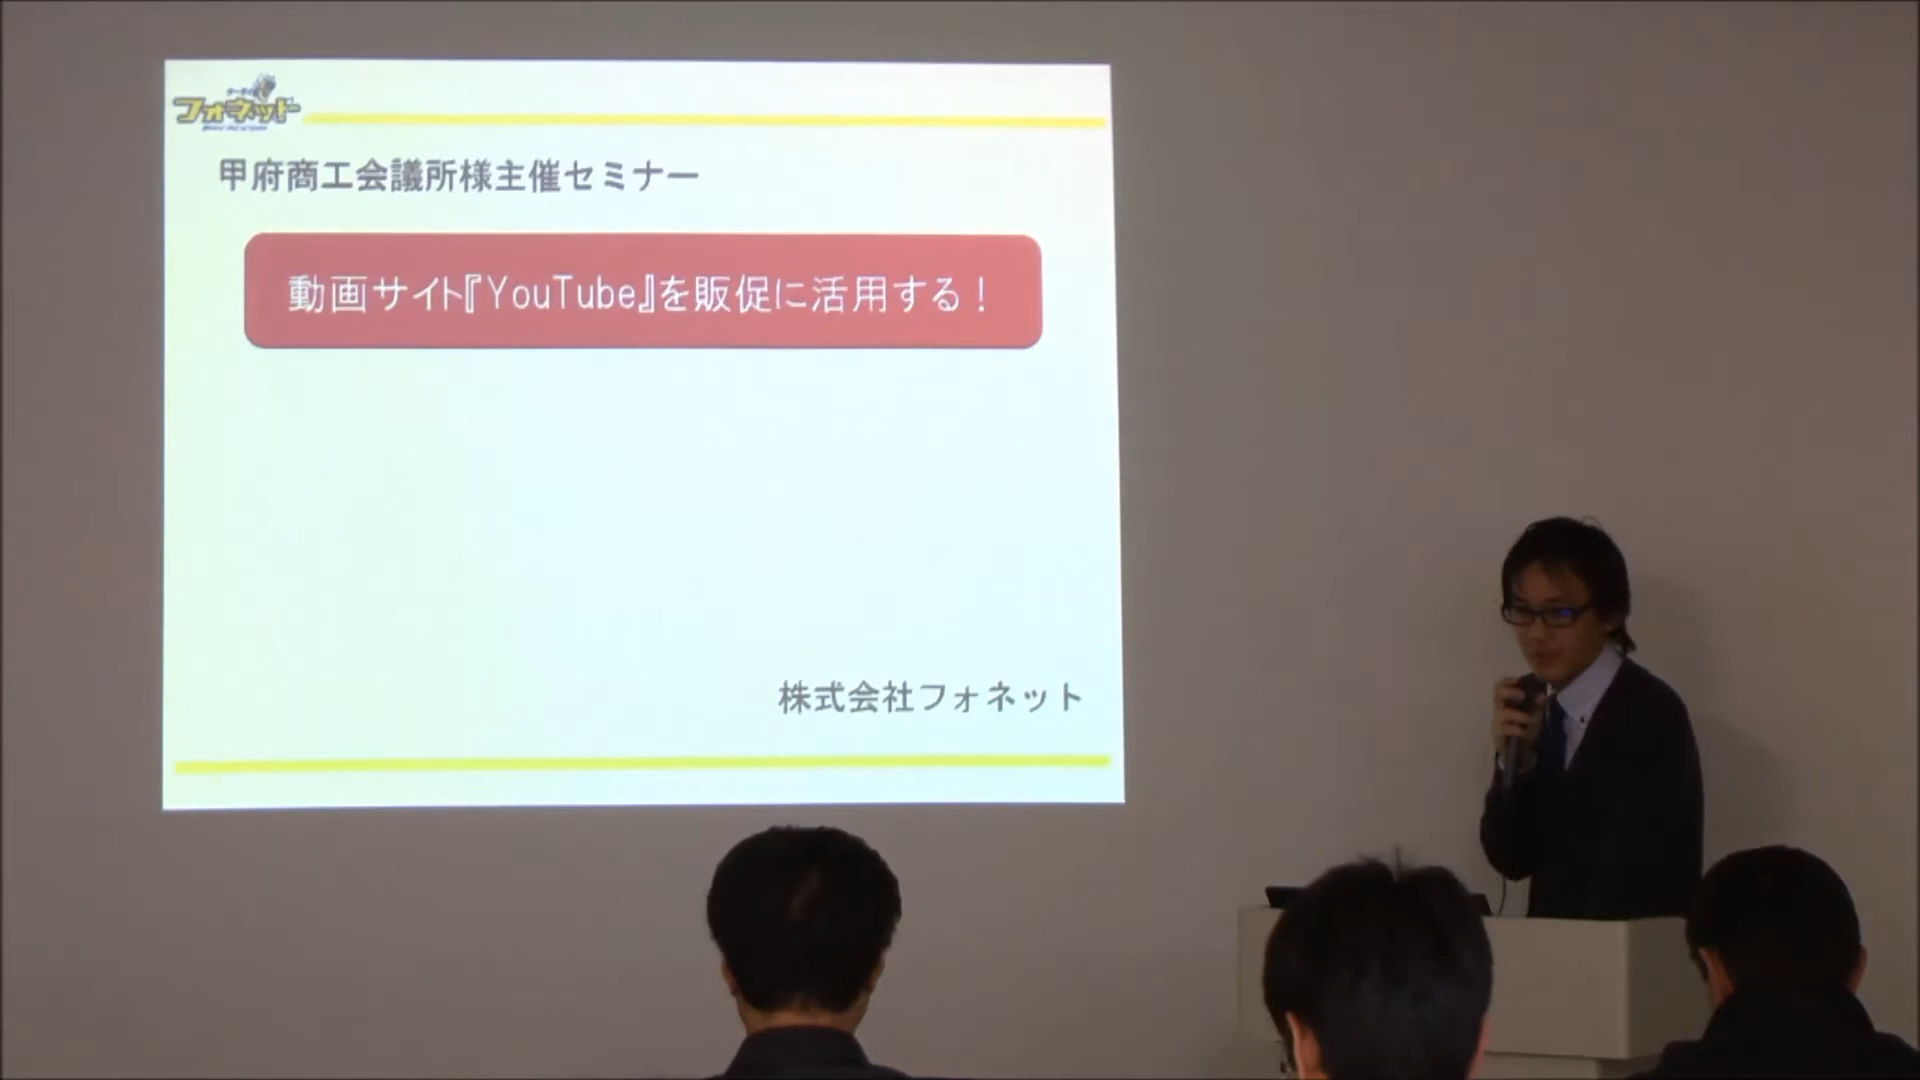 フォネット
甲府商工会議所様主催セミナー
動画サイト『YouTube』を販促に活用する！
株式会社フォネット